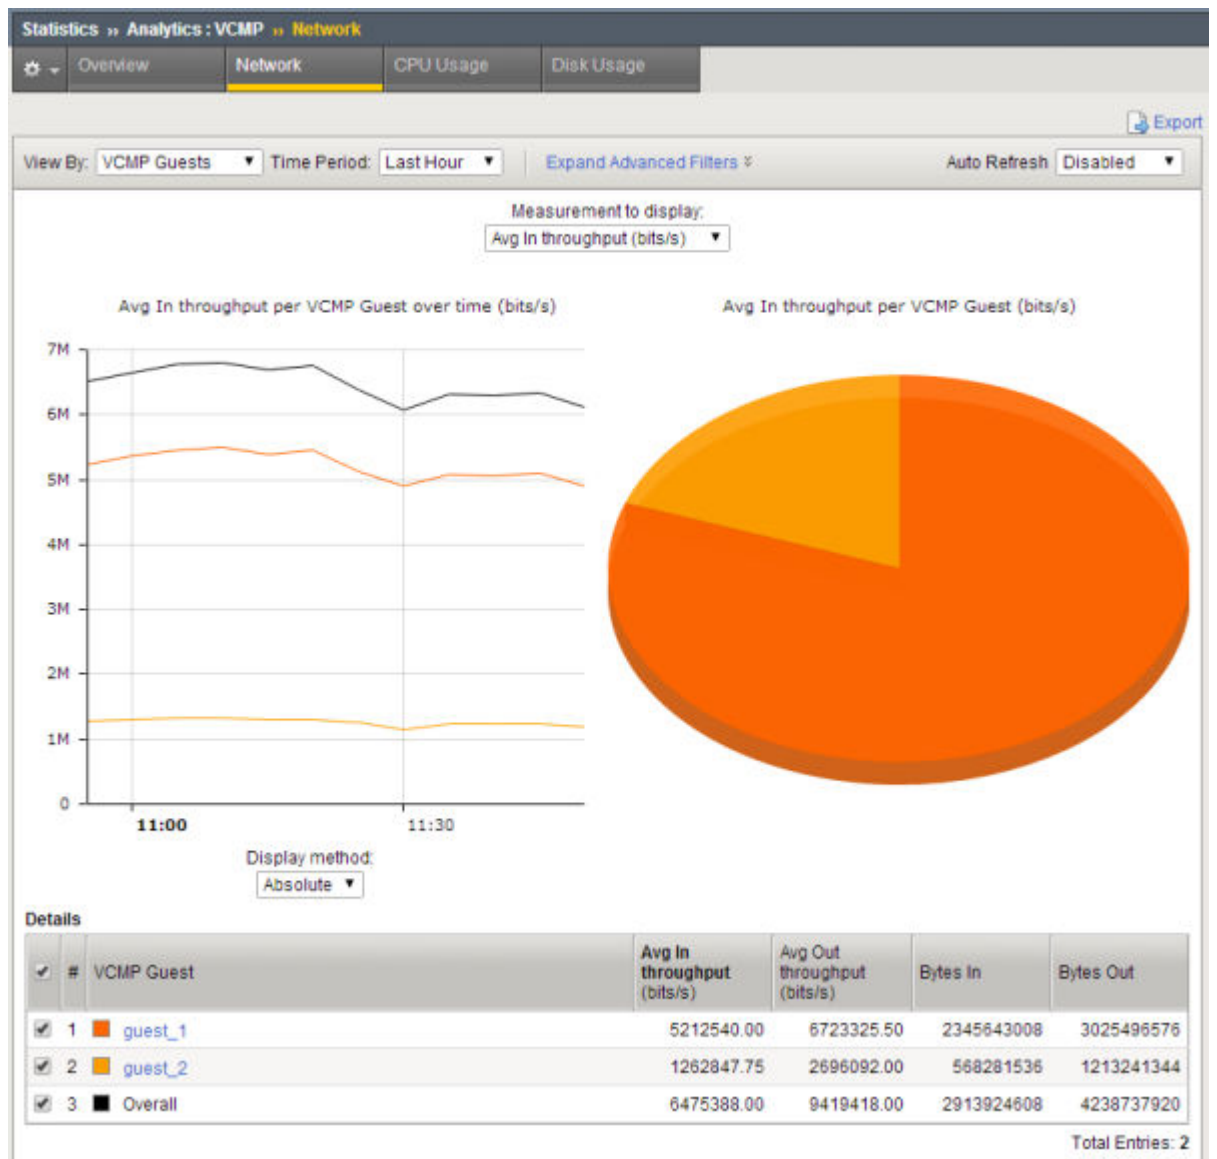 Statistics ›› Analytics : VCMP ›› Network
Overview Network CPU Usage Disk Usage
Export
View By: VCMP Guests Time Period: Last Hour Expand Advanced Filters Auto Refresh Disabled
Measurement to display:
Avg In throughput (bits/s)
Avg In throughput per VCMP Guest over time (bits/s)
Avg In throughput per VCMP Guest (bits/s)
7M
6M
5M
4M
3M
2M
1M
0
11:00 11:30
Display method:
Absolute
Details
# VCMP Guest Avg In throughput (bits/s) Avg Out throughput (bits/s) Bytes In Bytes Out
1 guest_1 5212540.00 6723325.50 2345643008 3025496576
2 guest_2 1262847.75 2696092.00 568281536 1213241344
3 Overall 6475388.00 9419418.00 2913924608 4238737920
Total Entries: 2